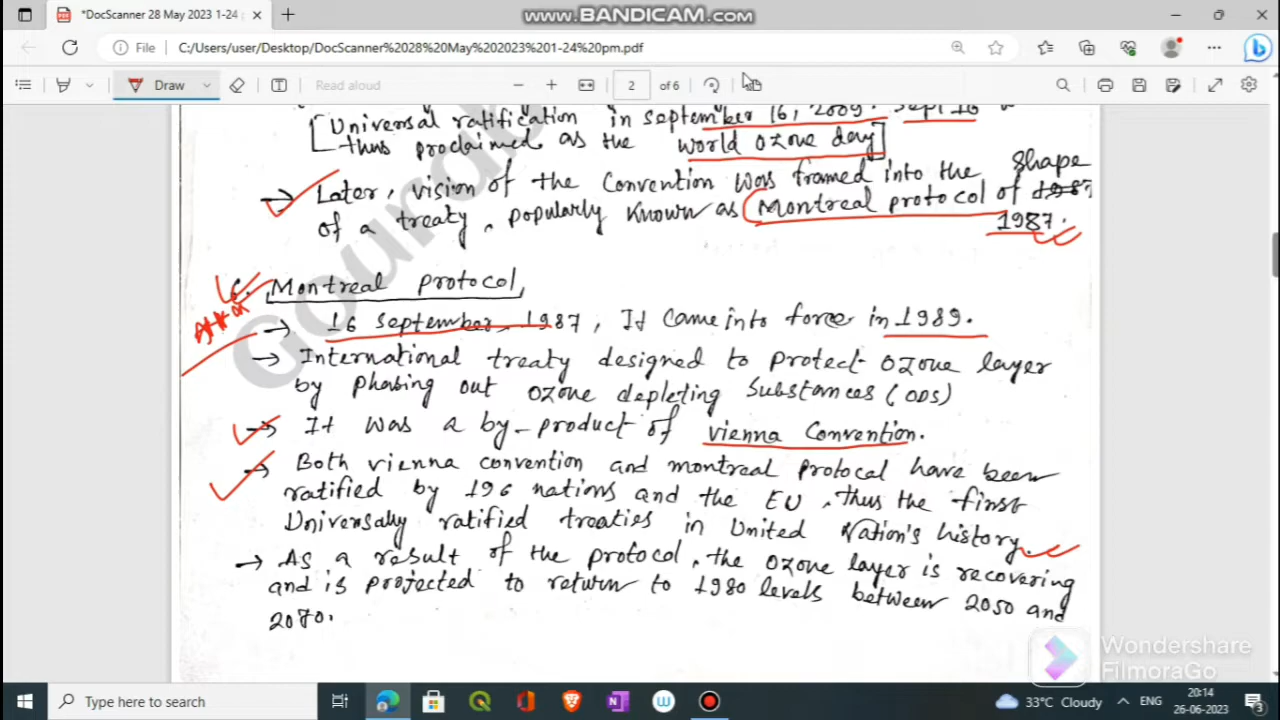 *DocScanner 28 May 2023 1-24
www.BANDICAM.com
File C:/Users/user/Desktop/DocScanner%2028%20May%202023%201-24%20pm.pdf
Draw Read aloud 2 of 6
Universal ratification in september 16, 2009. Sept 16
thus proclaimed as the world ozone day
→ Later, vision of the Convention was framed into the shape
of a treaty, popularly known as Montreal protocol of 1987
1987.
6. Montreal protocol
→ 16 September, 1987, It came into force in 1989.
→ International treaty designed to protect ozone layer
by phasing out ozone depleting substances (ODS)
→ It was a by-product of vienna convention.
→ Both vienna convention and montreal protocal have been
ratified by 196 nations and the EU, thus the first
Universally ratified treaties in United Nation's history.
→ As a result of the protocol, the ozone layer is recovering
and is projected to return to 1980 levels between 2050 and
2070.
Wondershare
FilmoraGo
Type here to search
33°C Cloudy ENG 20:14
26-06-2023
3